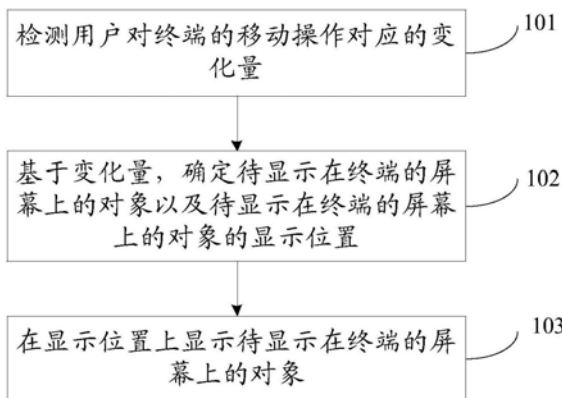 检测用户对终端的移动操作对应的变
化量
101
基于变化量，确定待显示在终端的屏
幕上的对象以及待显示在终端的屏幕
上的对象的显示位置
102
在显示位置上显示待显示在终端的屏
幕上的对象
103